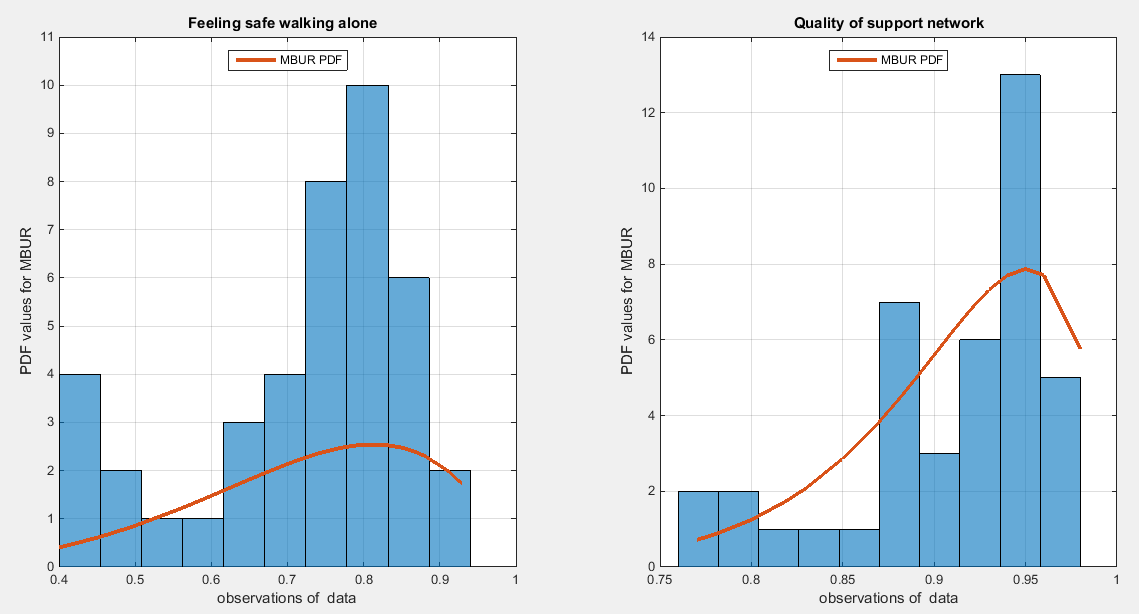 Feeling safe walking alone
MBUR PDF
PDF values for MBUR
11
10
9
8
7
6
5
4
3
2
1
0
0.4 0.5 0.6 0.7 0.8 0.9 1
observations of data
Quality of support network
MBUR PDF
PDF values for MBUR
14
12
10
8
6
4
2
0
0.75 0.8 0.85 0.9 0.95 1
observations of data